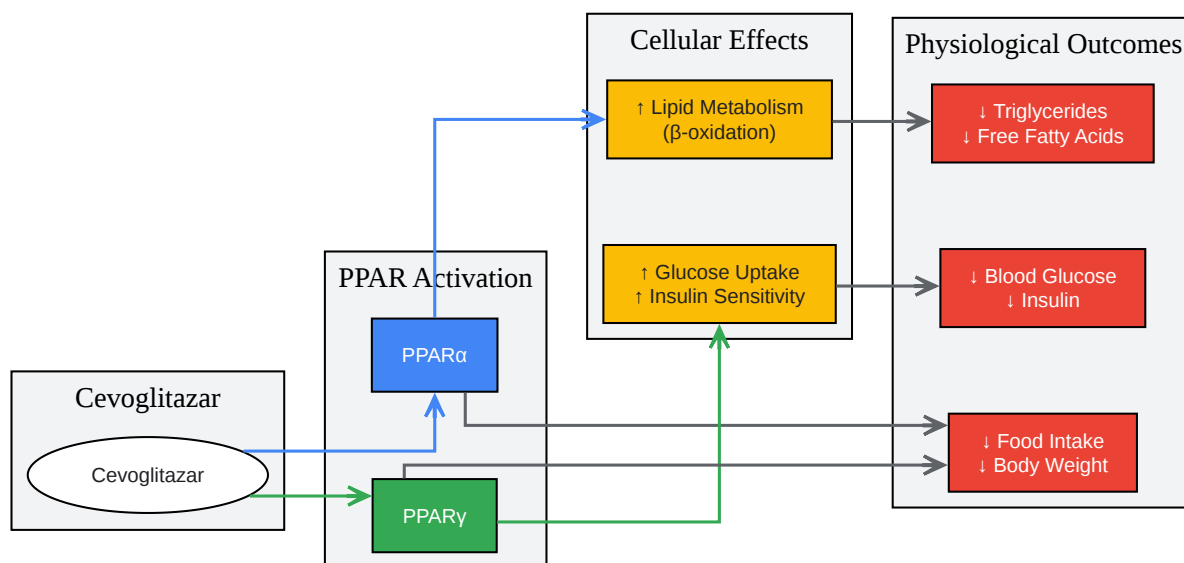 Cevoglitazar
Cevoglitazar
PPAR Activation
PPARα
PPARγ
Cellular Effects
↑ Lipid Metabolism
(β-oxidation)
↑ Glucose Uptake
↑ Insulin Sensitivity
Physiological Outcomes
↓ Triglycerides
↓ Free Fatty Acids
↓ Blood Glucose
↓ Insulin
↓ Food Intake
↓ Body Weight